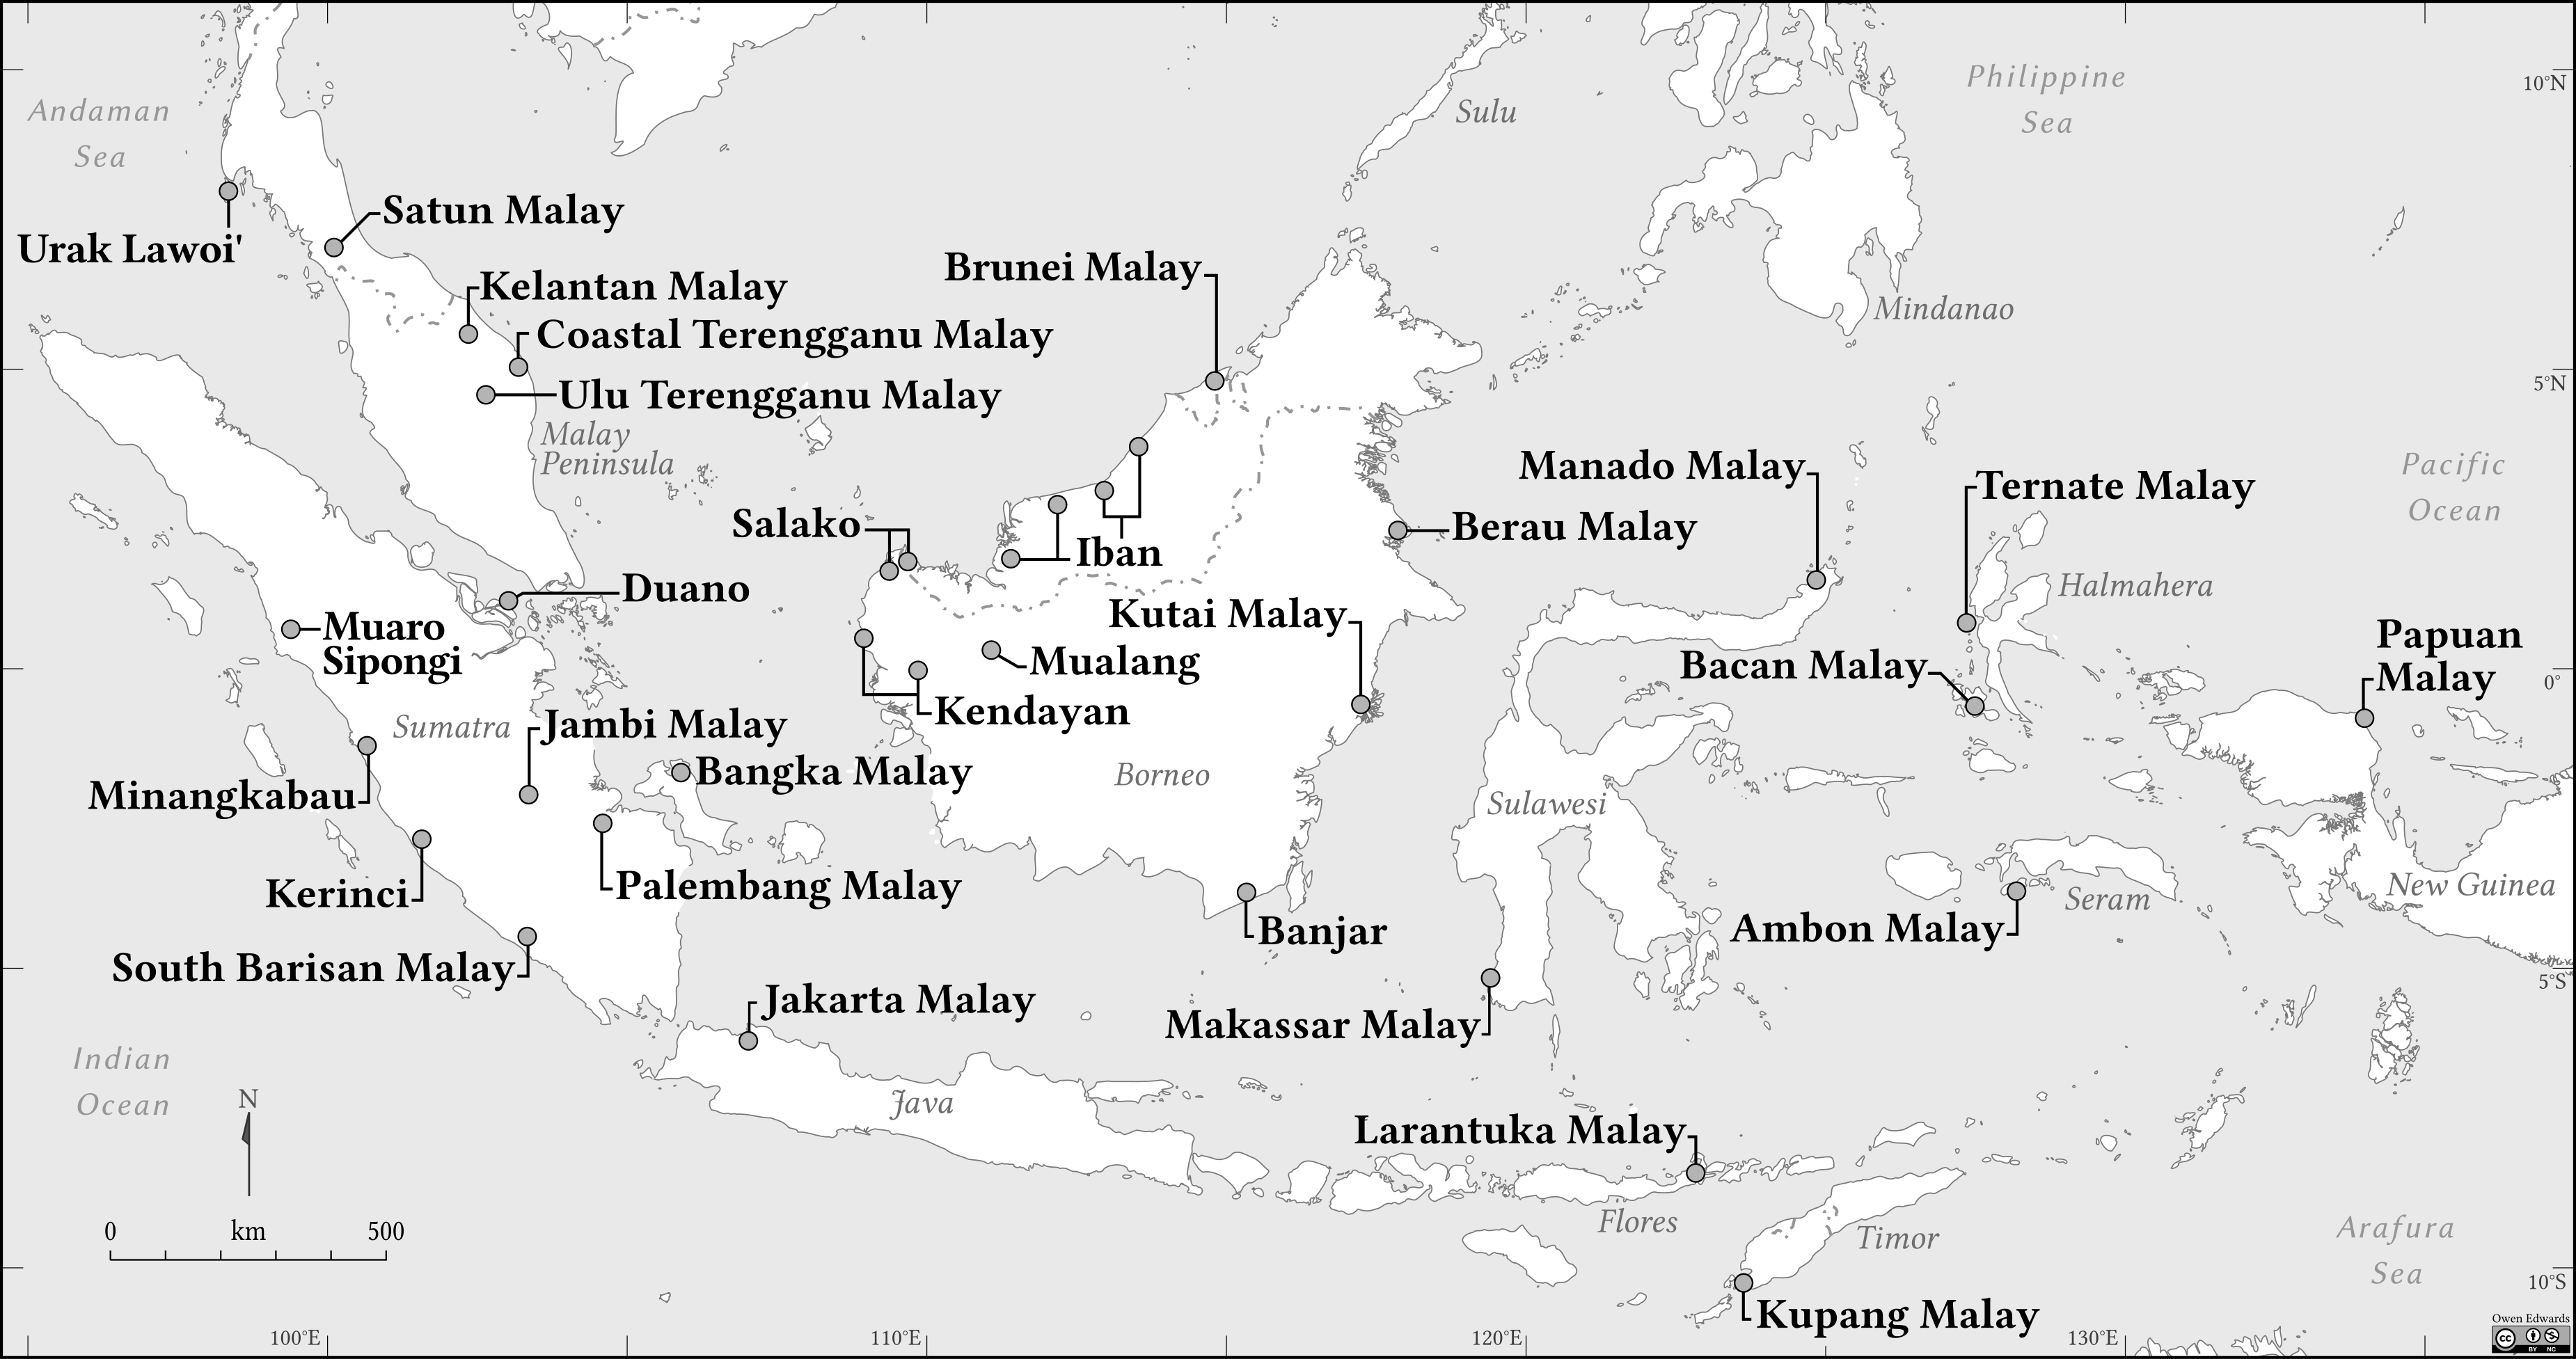 Andaman
Sea
Sulu
Philippine
Sea
10°N
Urak Lawoi'
Satun Malay
Kelantan Malay
Coastal Terengganu Malay
Ulu Terengganu Malay
Malay
Peninsula
Brunei Malay
Mindanao
5°N
Salako
Iban
Manado Malay
Berau Malay
Ternate Malay
Pacific
Ocean
Duano
Muaro
Sipongi
Kutai Malay
Mualang
Kendayan
Halmahera
Bacan Malay
Papuan
Malay
0°
Sumatra
Jambi Malay
Bangka Malay
Minangkabau
Borneo
Sulawesi
Kerinci
Palembang Malay
South Barisan Malay
Banjar
Seram
New Guinea
Ambon Malay
5°S
Jakarta Malay
Makassar Malay
Indian
Ocean
N
Java
Larantuka Malay
Flores
Timor
Arafura
Sea
0 km 500
10°S
Kupang Malay
Owen Edwards
cc
BY NC
100°E
110°E
120°E
130°E